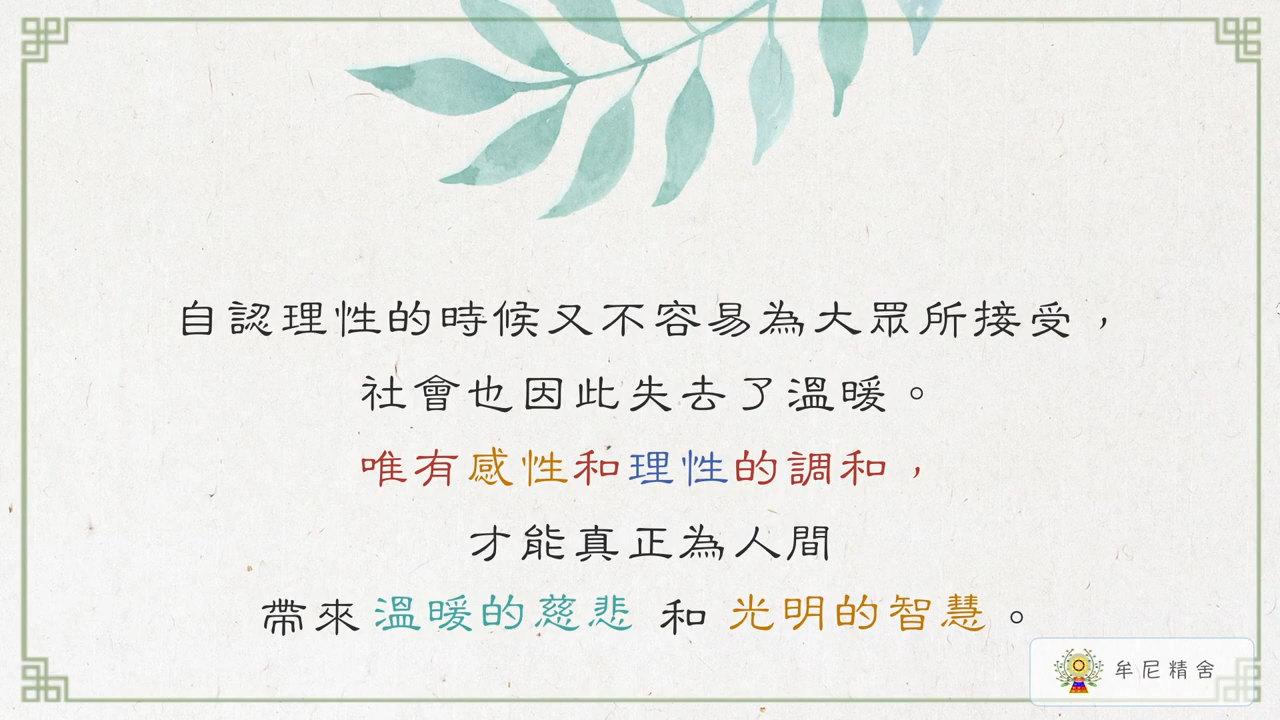 自認理性的時候又不容易為大眾所接受，
社會也因此失去了溫暖。
唯有感性和理性的調和，
才能真正為人間
帶來 溫暖的慈悲 和 光明的智慧。
牟尼精舍